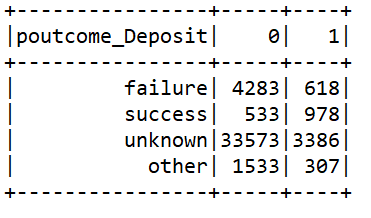 +----------------+-----+----+
|poutcome_Deposit|    0|   1|
+----------------+-----+----+
|         failure| 4283| 618|
|         success|  533| 978|
|         unknown|33573|3386|
|           other| 1533| 307|
+----------------+-----+----+